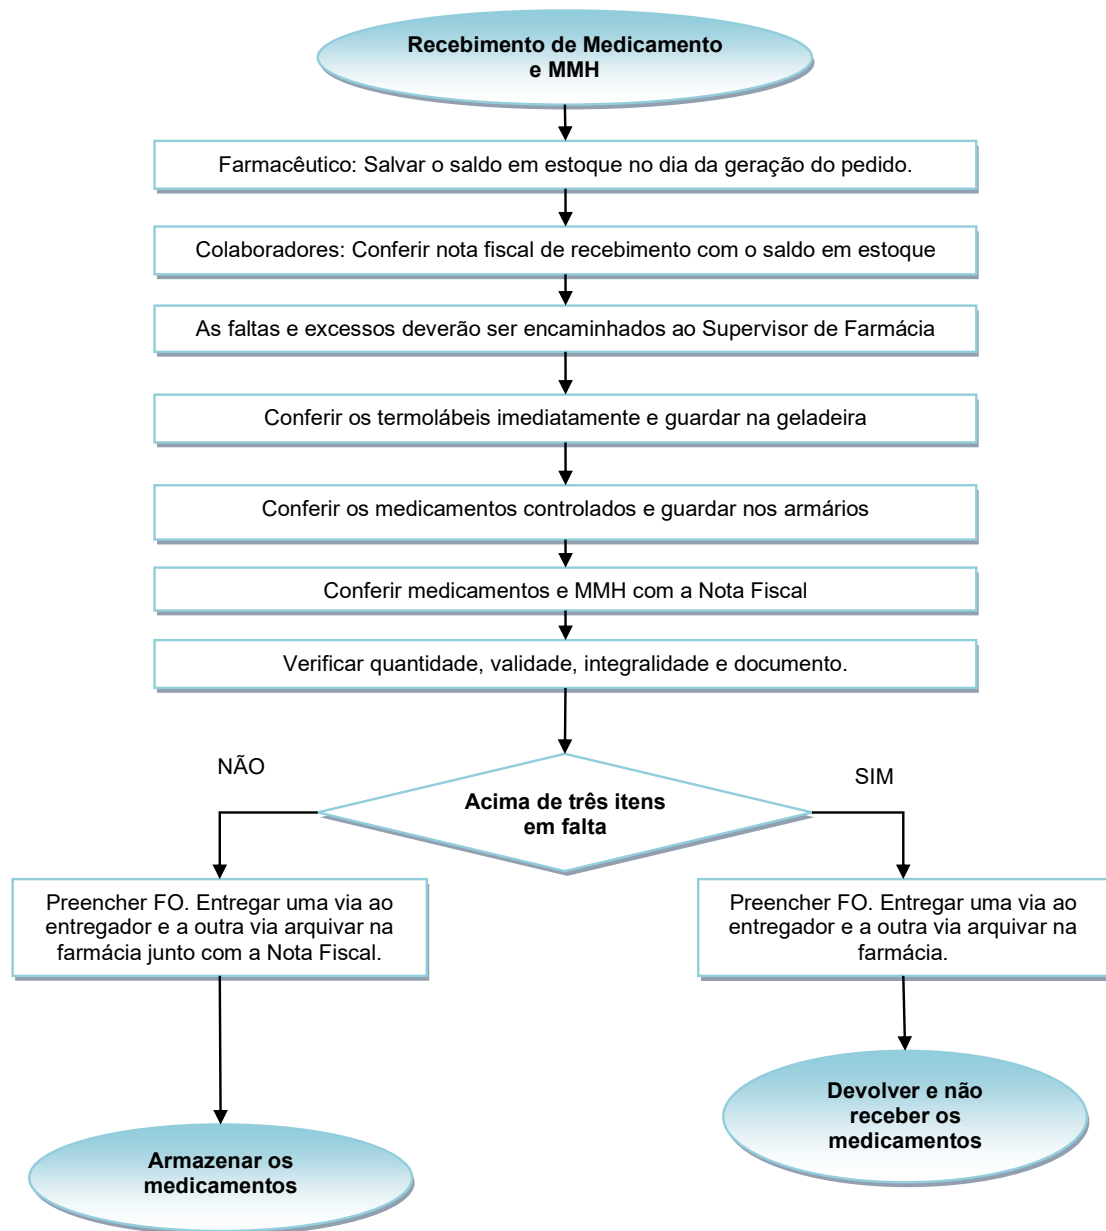 Recebimento de Medicamento
e MMH
Farmacêutico: Salvar o saldo em estoque no dia da geração do pedido.
Colaboradores: Conferir nota fiscal de recebimento com o saldo em estoque
As faltas e excessos deverão ser encaminhados ao Supervisor de Farmácia
Conferir os termolábeis imediatamente e guardar na geladeira
Conferir os medicamentos controlados e guardar nos armários
Conferir medicamentos e MMH com a Nota Fiscal
Verificar quantidade, validade, integralidade e documento.
NÃO
SIM
Acima de três itens
em falta
Preencher FO. Entregar uma via ao
entregador e a outra via arquivar na
farmácia junto com a Nota Fiscal.
Preencher FO. Entregar uma via ao
entregador e a outra via arquivar na
farmácia.
Devolver e não
receber os
medicamentos
Armazenar os
medicamentos